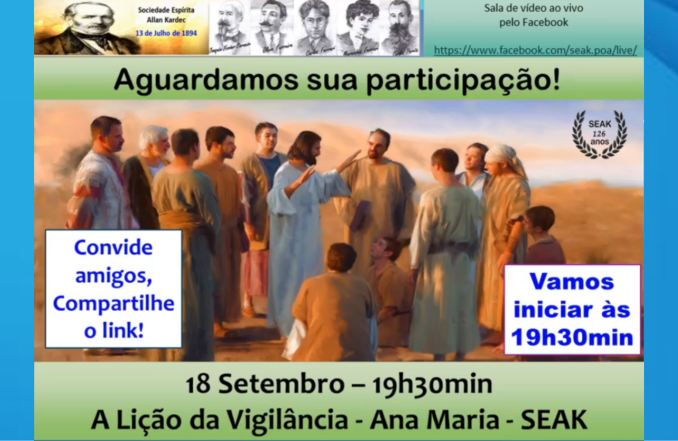 Sociedade Espírita
Allan Kardec
13 de Julho de 1894
Sala de vídeo ao vivo
pelo Facebook
https://www.facebook.com/seak.poa/live/
Aguardamos sua participação!
SEAK
126
anos
Convide
amigos,
Compartilhe
o link!
Vamos
iniciar às
19h30min
18 Setembro – 19h30min
A Lição da Vigilância - Ana Maria - SEAK